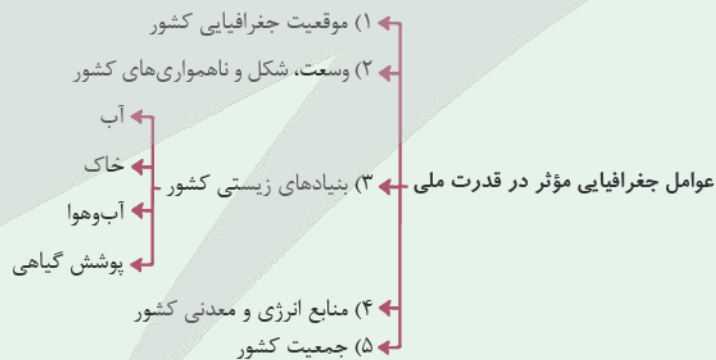 عوامل جغرافیایی مؤثر در قدرت ملی
۱) موقعیت جغرافیایی کشور
۲) وسعت، شکل و ناهمواری‌های کشور
۳) بنیادهای زیستی کشور
آب
خاک
آب‌وهوا
پوشش گیاهی
۴) منابع انرژی و معدنی کشور
۵) جمعیت کشور